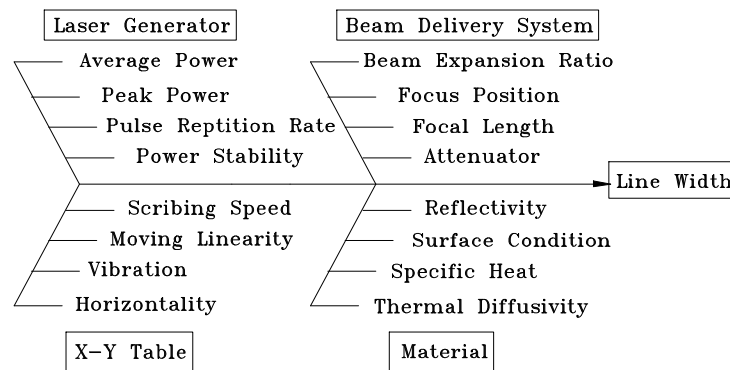 Laser Generator
Beam Delivery System
Average Power
Beam Expansion Ratio
Peak Power
Focus Position
Pulse Reptition Rate
Focal Length
Power Stability
Attenuator
Line Width
Scribing Speed
Reflectivity
Moving Linearity
Surface Condition
Vibration
Specific Heat
Horizontality
Thermal Diffusivity
X-Y Table
Material